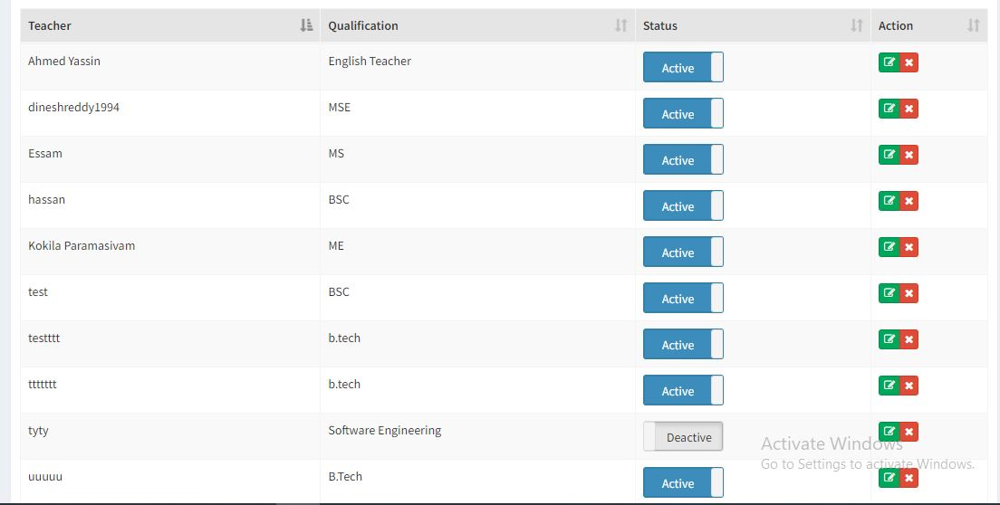 Teacher Qualification Status Action
Ahmed Yassin English Teacher Active
dineshreddy1994 MSE Active
Essam MS Active
hassan BSC Active
Kokila Paramasivam ME Active
test BSC Active
testttt b.tech Active
ttttttt b.tech Active
tyty Software Engineering Deactive
Activate Windows
Go to Settings to activate Windows.
uuuuu B.Tech Active